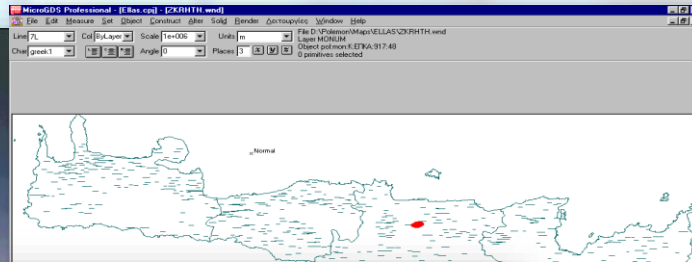 MicroGDS Professional - [Ellas.cpj] - [ZKRHTH.wnd]
File Edit Measure Set Object Construct Alter Solid Render Λειτουργίες Window Help
Line 7L Col ByLayer Scale 1e+006 Units m File D:\Polemon\Maps\ELLAS\ZKRHTH.wnd
Layer MONUM
Char greek1 Angle 0 Places 3 x y Object pol:mon:K:ΕΠΚΑ:917:48
0 primitives selected
Normal